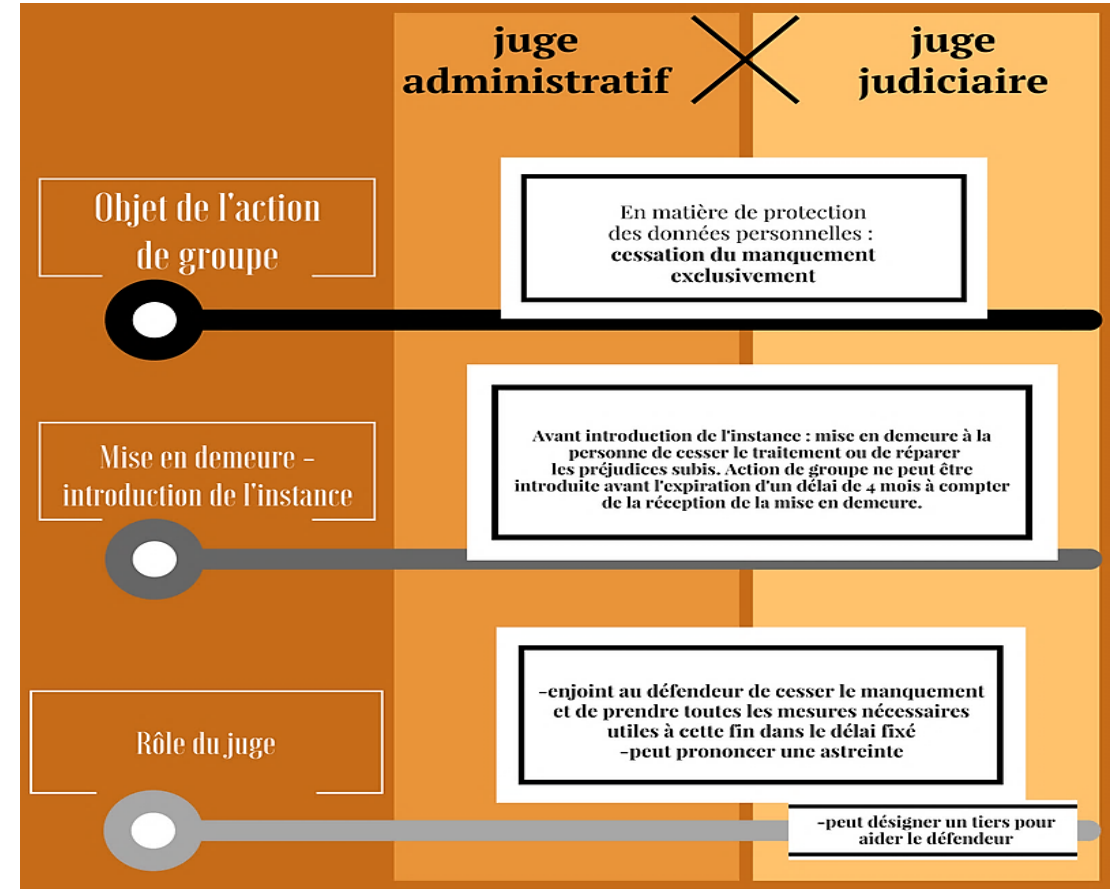 juge
administratif
juge
judiciaire
Objet de l'action
de groupe
En matière de protection
des données personnelles :
cessation du manquement
exclusivement
Mise en demeure -
introduction de l'instance
Avant introduction de l'instance : mise en demeure à la
personne de cesser le traitement ou de réparer
les préjudices subis. Action de groupe ne peut être
introduite avant l'expiration d'un délai de 4 mois à compter
de la réception de la mise en demeure.
Rôle du juge
-enjoint au défendeur de cesser le manquement
et de prendre toutes les mesures nécessaires
utiles à cette fin dans le délai fixé
-peut prononcer une astreinte
-peut désigner un tiers pour
aider le défendeur